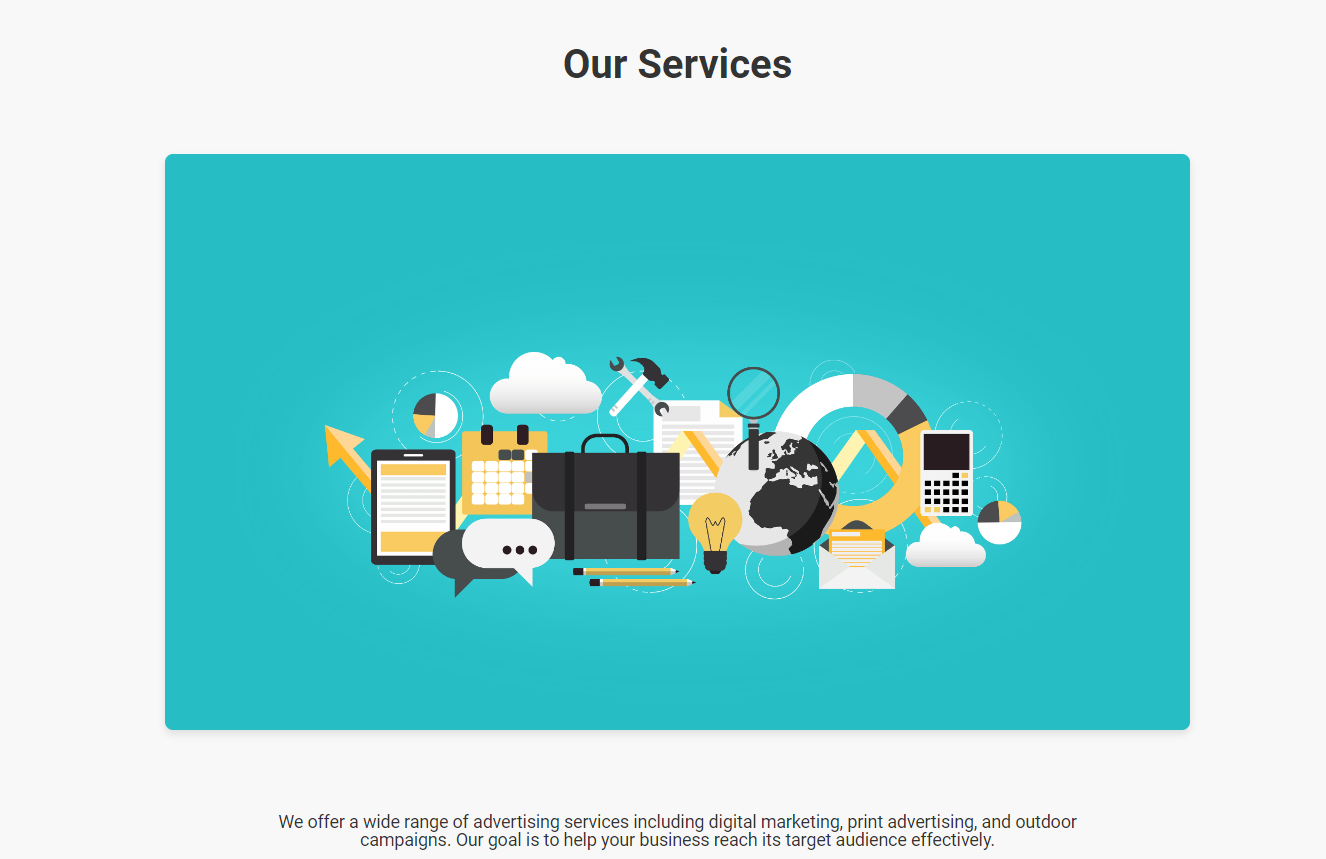 Our Services
We offer a wide range of advertising services including digital marketing, print advertising, and outdoor
campaigns. Our goal is to help your business reach its target audience effectively.